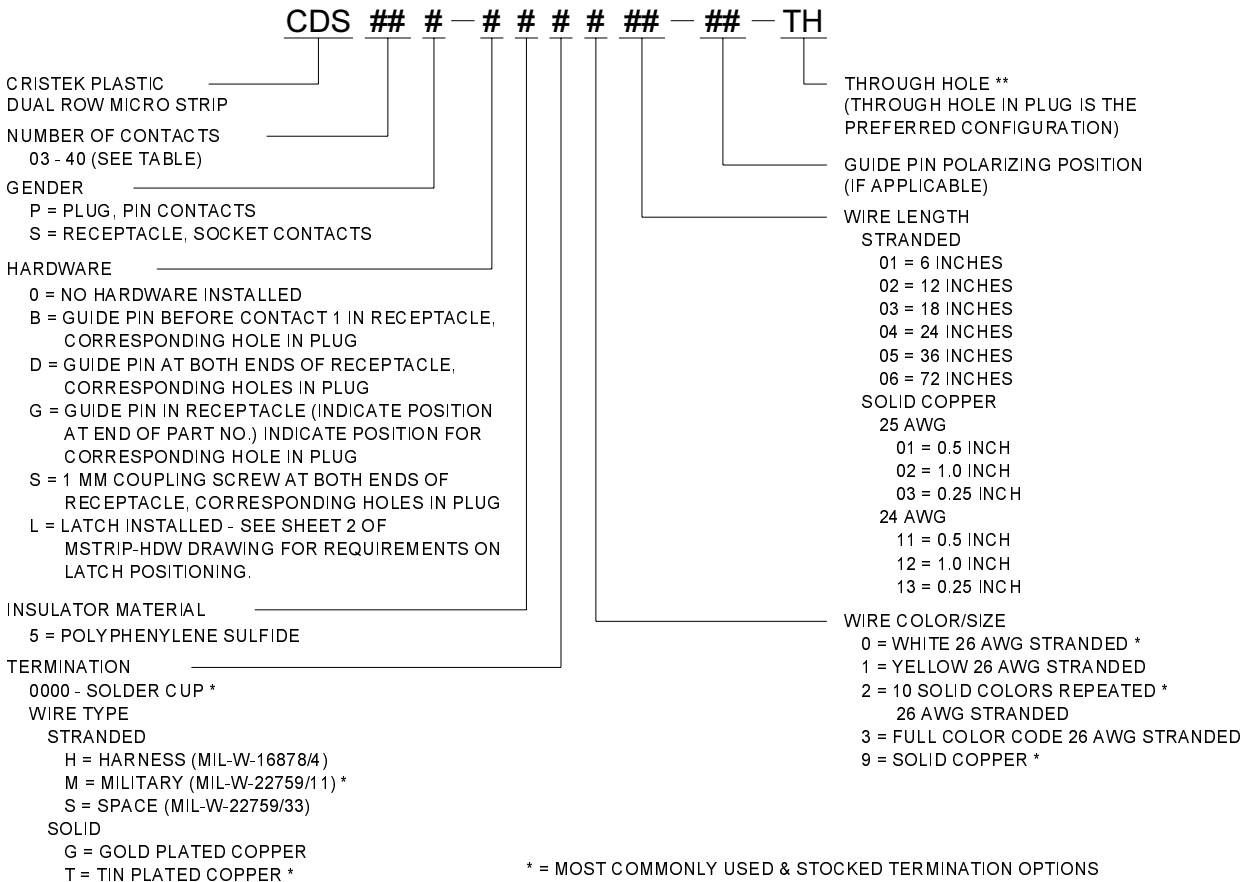 CDS ## # - # # # # ## - ## - TH
CRISTEK PLASTIC
DUAL ROW MICRO STRIP
NUMBER OF CONTACTS
03 - 40 (SEE TABLE)
GENDER
P = PLUG, PIN CONTACTS
S = RECEPTACLE, SOCKET CONTACTS
HARDWARE
0 = NO HARDWARE INSTALLED
B = GUIDE PIN BEFORE CONTACT 1 IN RECEPTACLE,
CORRESPONDING HOLE IN PLUG
D = GUIDE PIN AT BOTH ENDS OF RECEPTACLE,
CORRESPONDING HOLES IN PLUG
G = GUIDE PIN IN RECEPTACLE (INDICATE POSITION
AT END OF PART NO.) INDICATE POSITION FOR
CORRESPONDING HOLE IN PLUG
S = 1 MM COUPLING SCREW AT BOTH ENDS OF
RECEPTACLE, CORRESPONDING HOLES IN PLUG
L = LATCH INSTALLED - SEE SHEET 2 OF
MSTRIP-HDW DRAWING FOR REQUIREMENTS ON
LATCH POSITIONING.
INSULATOR MATERIAL
5 = POLYPHENYLENE SULFIDE
TERMINATION
0000 - SOLDER CUP *
WIRE TYPE
STRANDED
H = HARNESS (MIL-W-16878/4)
M = MILITARY (MIL-W-22759/11) *
S = SPACE (MIL-W-22759/33)
SOLID
G = GOLD PLATED COPPER
T = TIN PLATED COPPER *
THROUGH HOLE **
(THROUGH HOLE IN PLUG IS THE
PREFERRED CONFIGURATION)
GUIDE PIN POLARIZING POSITION
(IF APPLICABLE)
WIRE LENGTH
STRANDED
01 = 6 INCHES
02 = 12 INCHES
03 = 18 INCHES
04 = 24 INCHES
05 = 36 INCHES
06 = 72 INCHES
SOLID COPPER
25 AWG
01 = 0.5 INCH
02 = 1.0 INCH
03 = 0.25 INCH
24 AWG
11 = 0.5 INCH
12 = 1.0 INCH
13 = 0.25 INCH
WIRE COLOR/SIZE
0 = WHITE 26 AWG STRANDED *
1 = YELLOW 26 AWG STRANDED
2 = 10 SOLID COLORS REPEATED *
26 AWG STRANDED
3 = FULL COLOR CODE 26 AWG STRANDED
9 = SOLID COPPER *
* = MOST COMMONLY USED & STOCKED TERMINATION OPTIONS